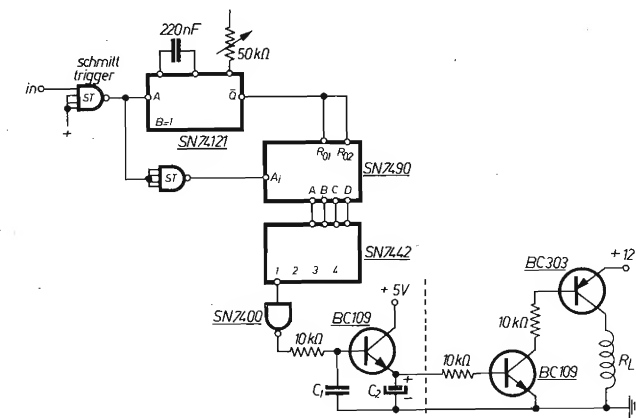 220nF
50kΩ
schmitt
trigger
in
ST
+
A
B=1
Q̅
SN74121
ST
R01 R02
Ai
A B C D
SN7490
SN7442
1 2 3 4
SN7400
10kΩ
BC109
+5V
C1
C2
+
-
10kΩ
BC109
10kΩ
BC303
+12
RL